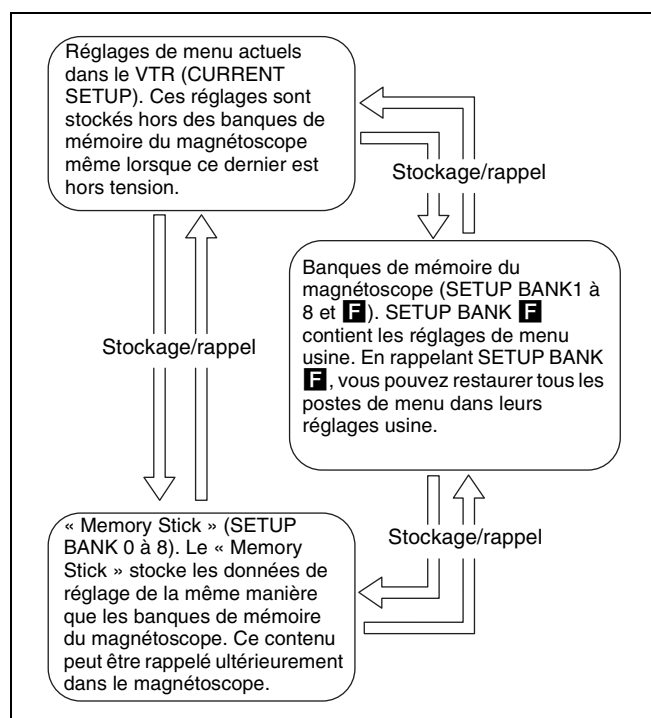 Réglages de menu actuels
dans le VTR (CURRENT
SETUP). Ces réglages sont
stockés hors des banques de
mémoire du magnétoscope
même lorsque ce dernier est
hors tension.
Stockage/rappel
Banques de mémoire du
magnétoscope (SETUP BANK1 à
8 et F). SETUP BANK F
contient les réglages de menu
usine. En rappelant SETUP BANK
F, vous pouvez restaurer tous les
postes de menu dans leurs
réglages usine.
Stockage/rappel
« Memory Stick » (SETUP
BANK 0 à 8). Le « Memory
Stick » stocke les données de
réglage de la même manière
que les banques de mémoire
du magnétoscope. Ce contenu
peut être rappelé ultérieurement
dans le magnétoscope.
Stockage/rappel